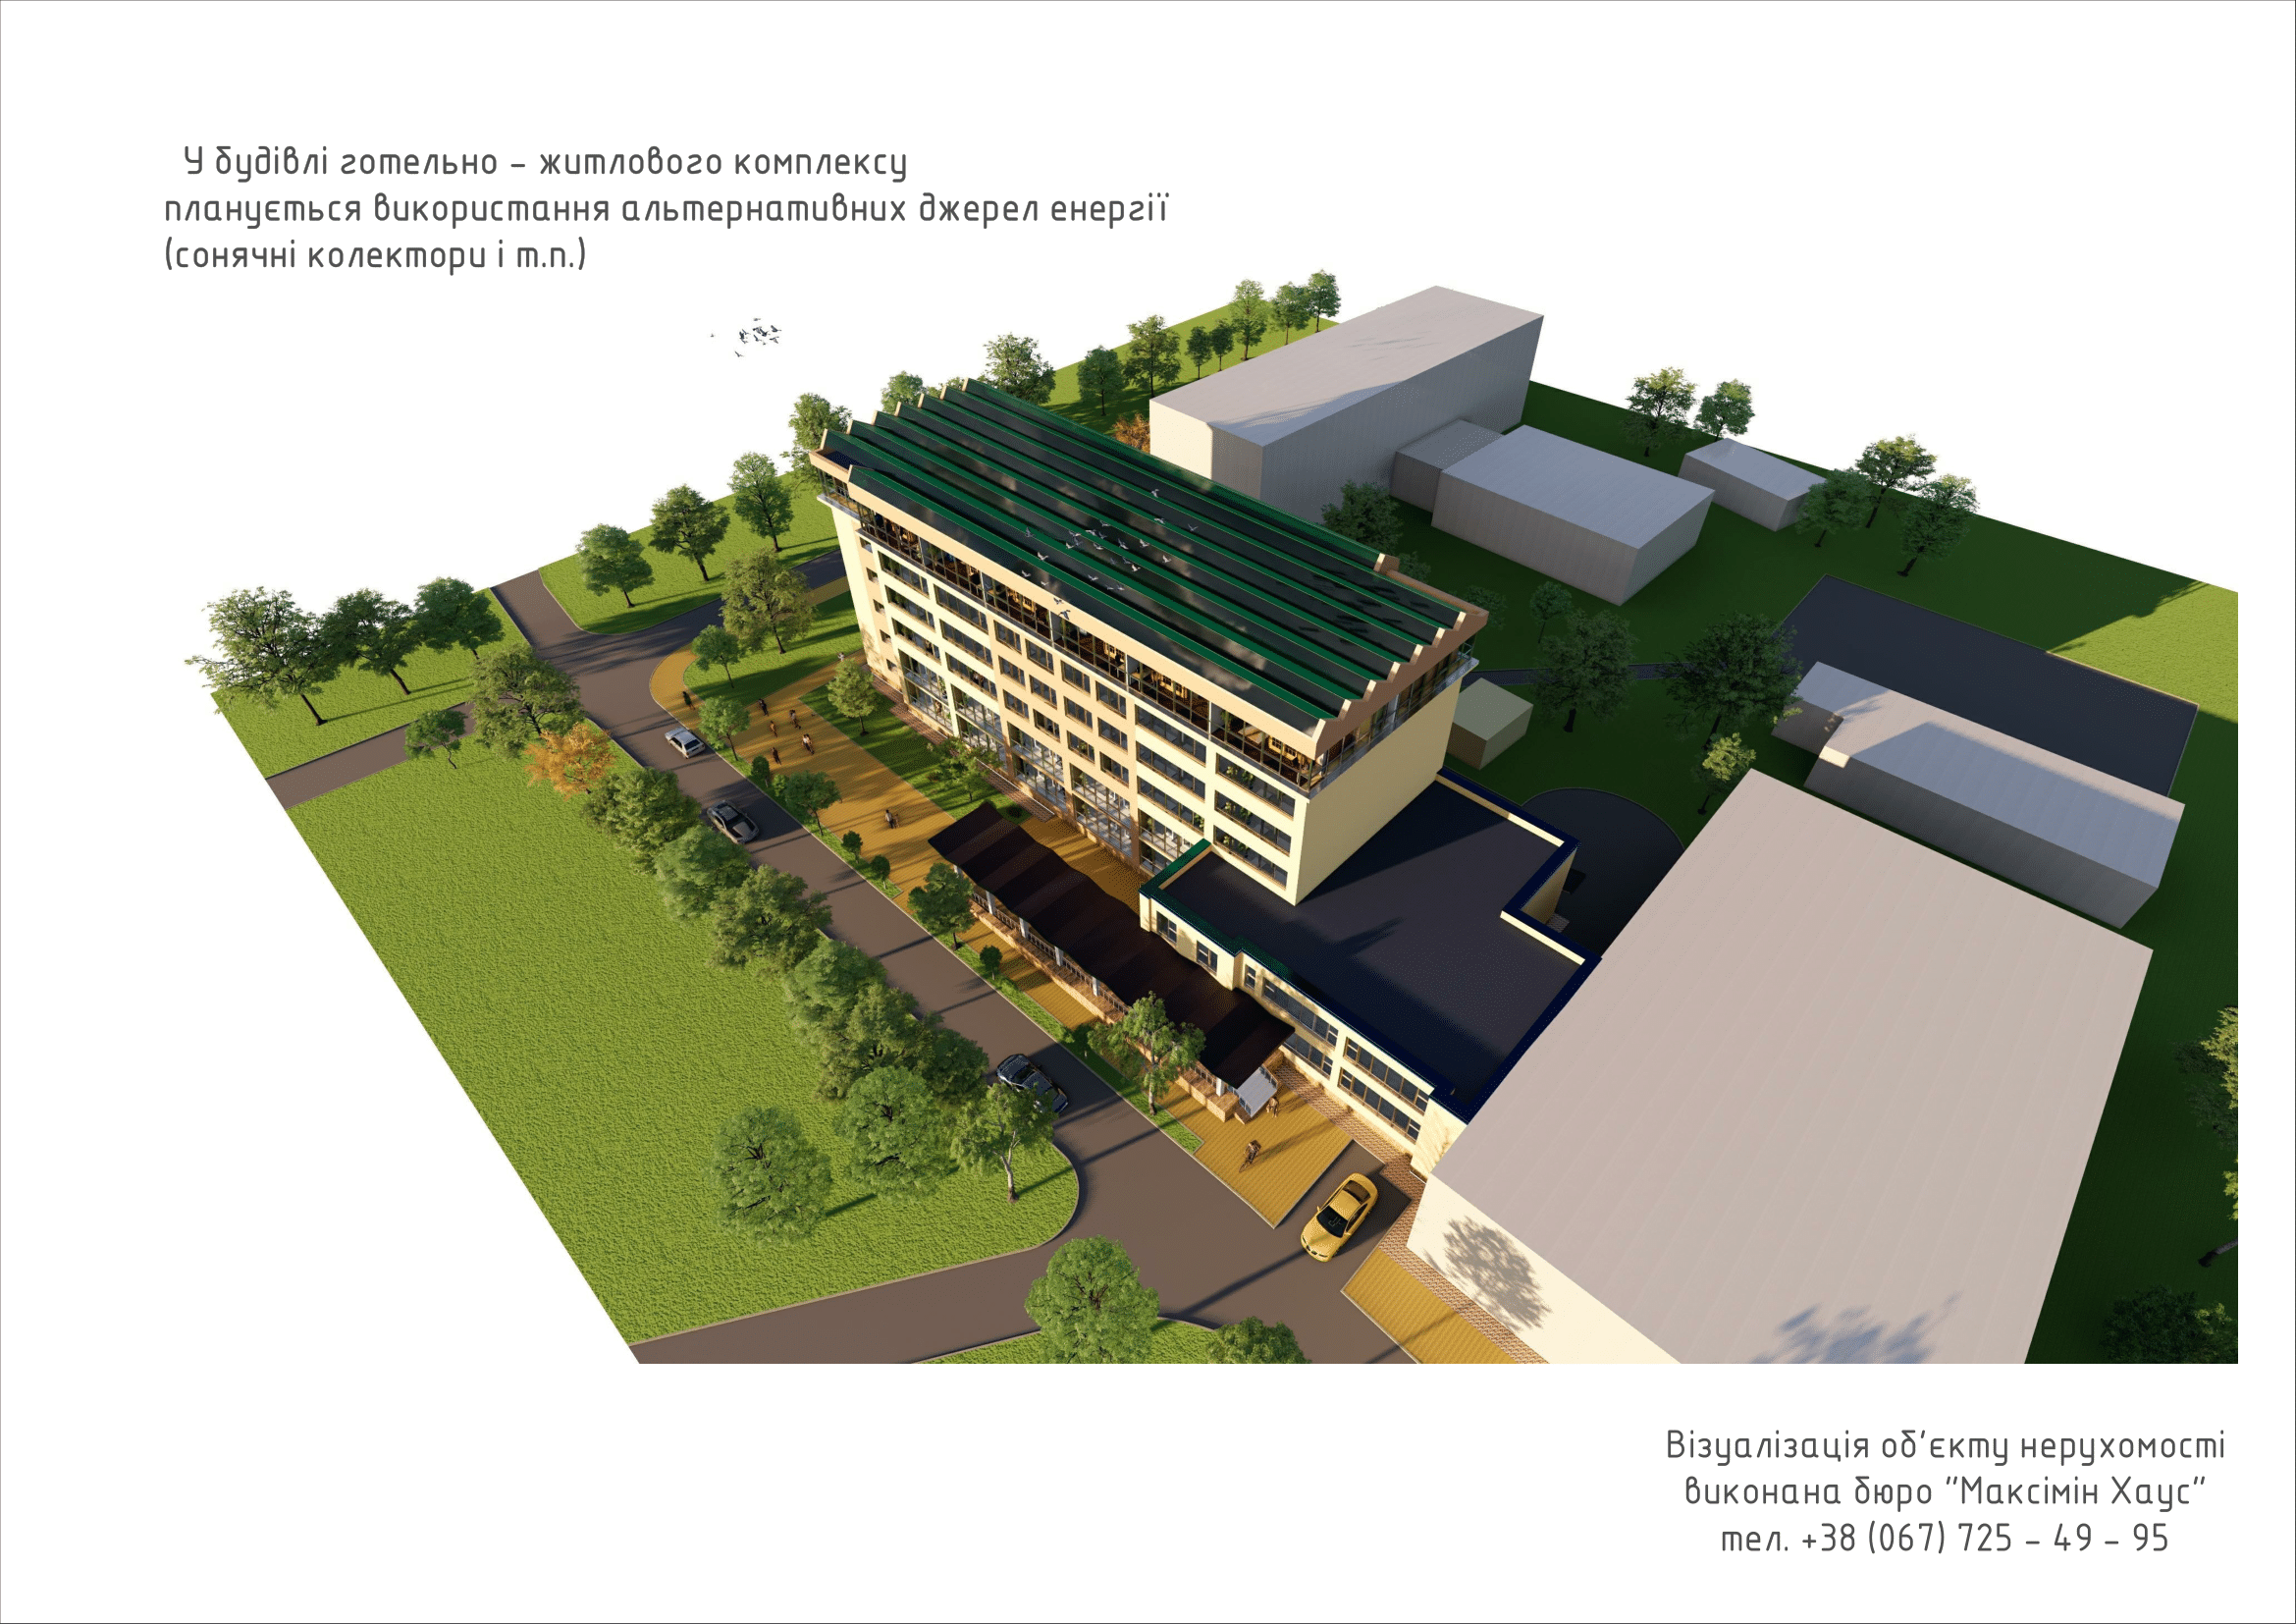 У будівлі готельно - житлового комплексу
планується використання альтернативних джерел енергії
(сонячні колектори і т.п.)
Візуалізація об'єкту нерухомості
виконана бюро "Максімін Хаус"
тел. +38 (067) 725 - 49 - 95